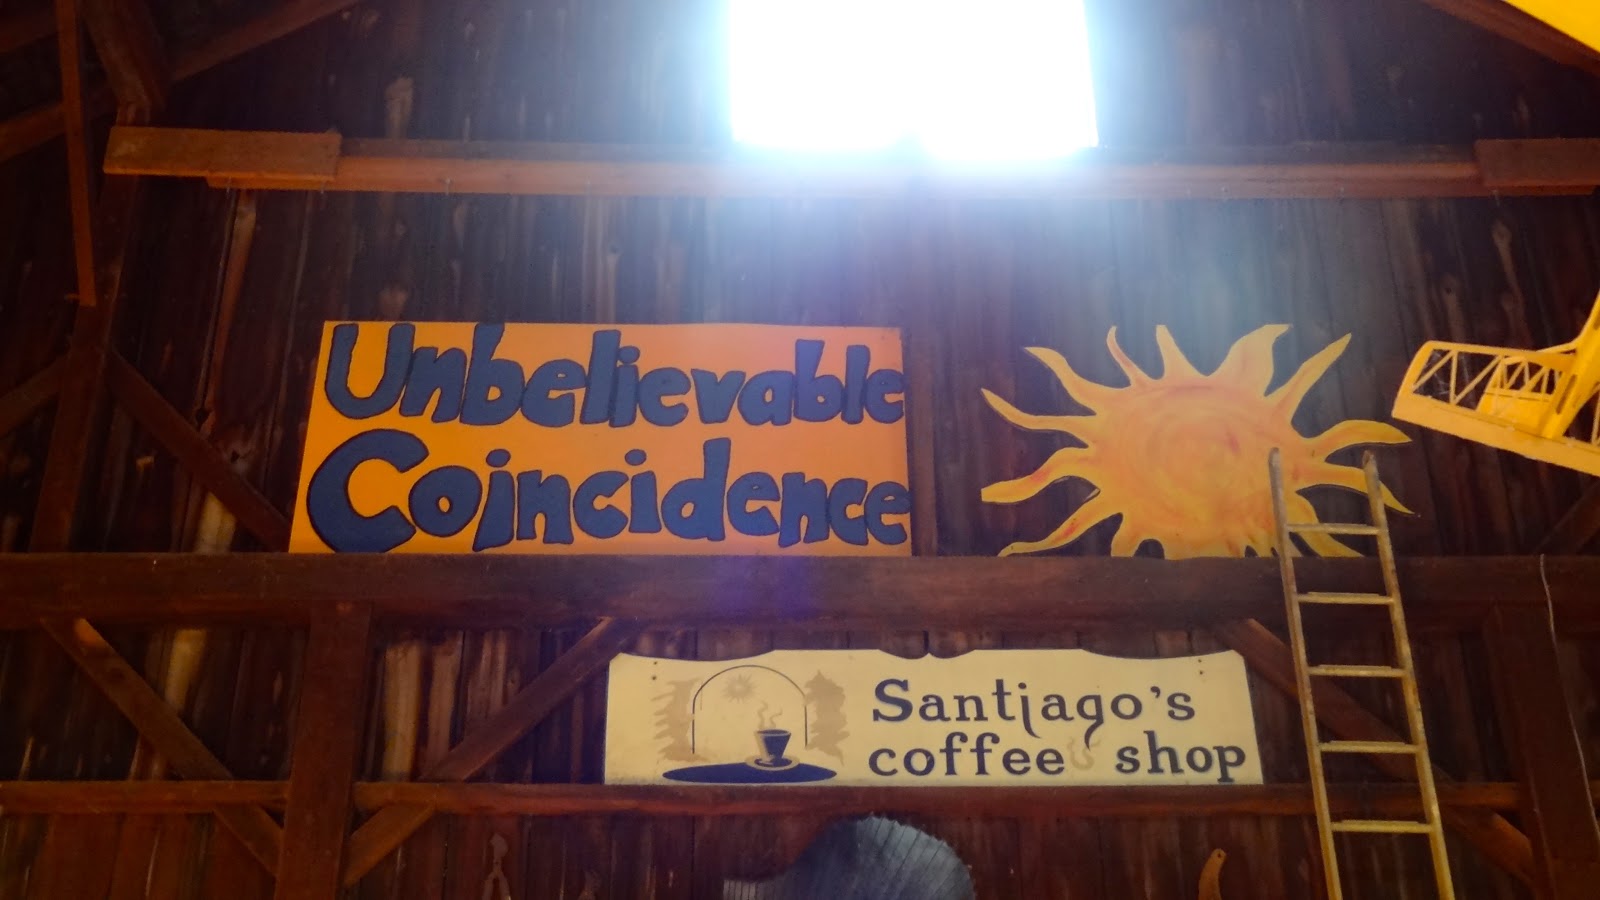 Unbelievable
Coincidence
Santiago's
coffee shop